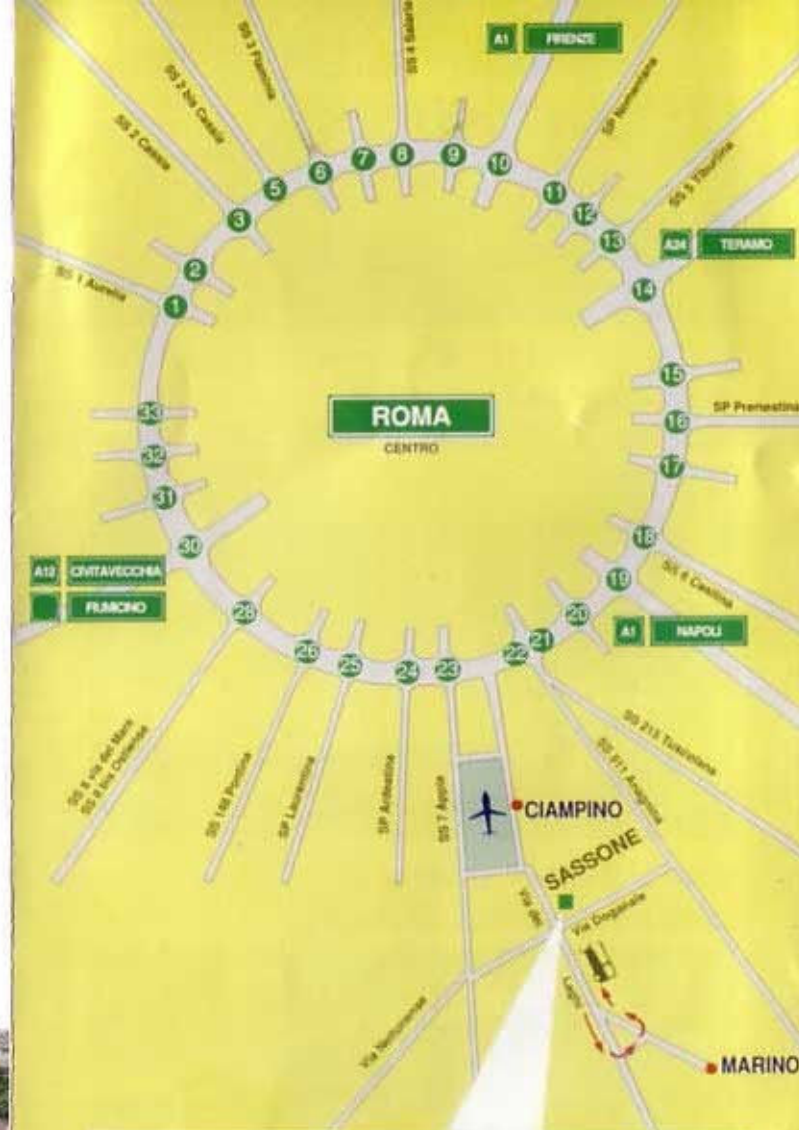 SS 4 Salaria
SS 3 Flaminia
A1 FIRENZE
SS 2 bis Cassia
SP Nomentana
SS 2 Cassia
SS 5 Tiburtina
SS 1 Aurelia
A24 TERAMO
1
2
3
5
6
7
8
9
10
11
12
13
14
15
16
SP Prenestina
17
18
SS 6 Casilina
19
A1 NAPOLI
20
21
22
23
24
25
26
28
30
31
32
33
ROMA
CENTRO
A12 CIVITAVECCHIA
FIUMICINO
SS 8 via del Mare
SS 8 bis Ostiense
SS 148 Pontina
SP Laurentina
SP Ardeatina
SS 7 Appia
SS 215 Tuscolana
SS 511 Anagnina
CIAMPINO
SASSONE
Via dei
Laghi
Via Doganale
Via Nettunense
MARINO